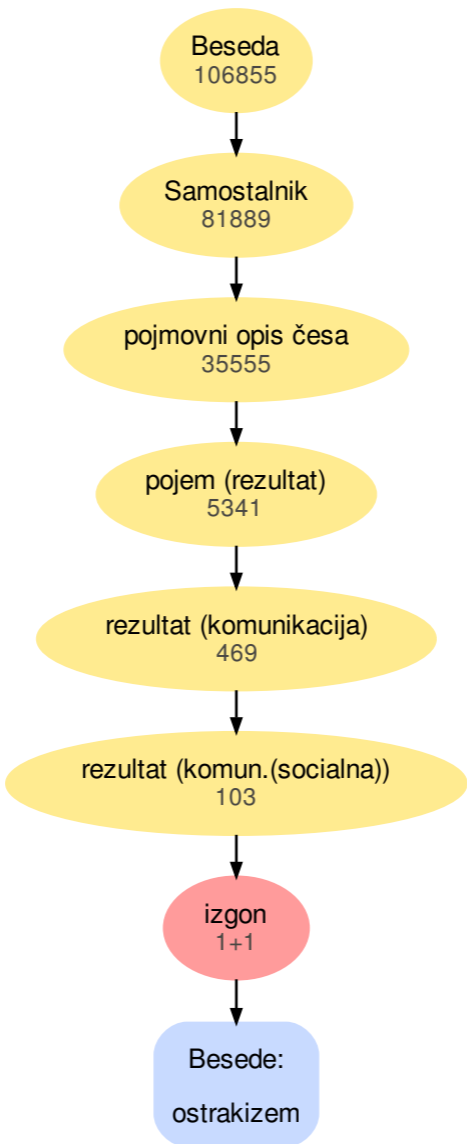 Beseda
106855
Samostalnik
81889
pojmovni opis česa
35555
pojem (rezultat)
5341
rezultat (komunikacija)
469
rezultat (komun.(socialna))
103
izgon
1+1
Besede:
ostrakizem